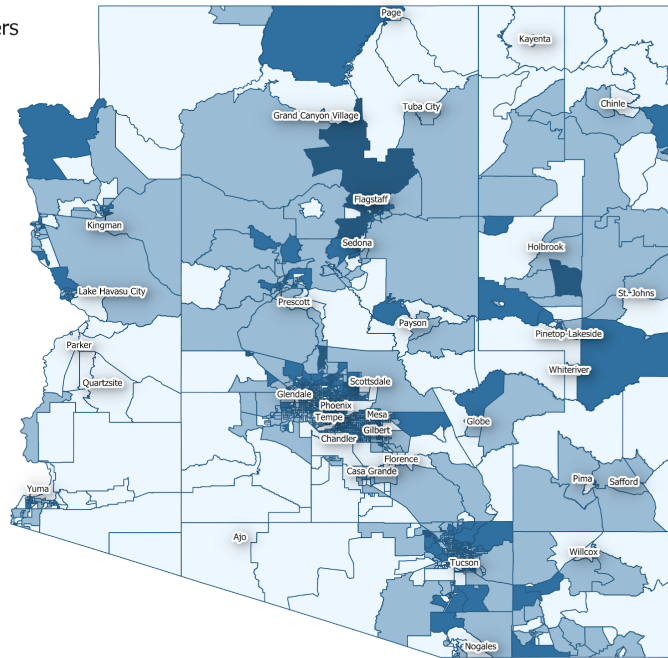 ers
Page
Kayenta
Chinle
Tuba City
Grand Canyon Village
Flagstaff
Kingman
Sedona
Holbrook
Lake Havasu City
St. Johns
Prescott
Payson
Pinetop-Lakeside
Parker
Whiteriver
Quartzsite
Scottsdale
Glendale
Phoenix
Mesa
Tempe
Globe
Gilbert
Chandler
Florence
Casa Grande
Pima
Safford
Yuma
Ajo
Willcox
Tucson
Nogales